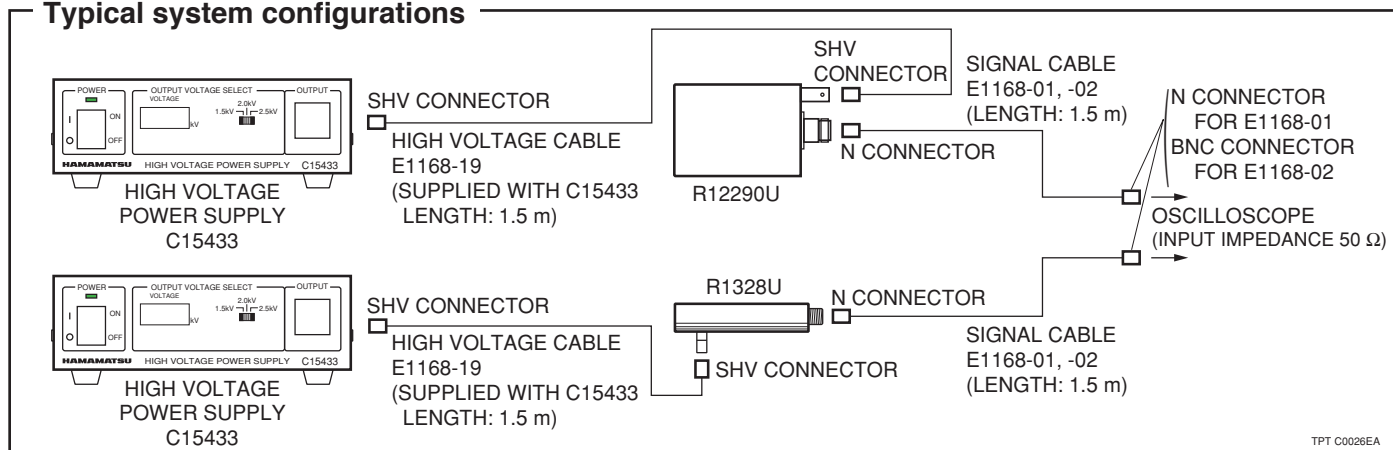 Typical system configurations
POWER
ON
OFF
I
O
OUTPUT VOLTAGE SELECT
VOLTAGE
kV
2.0kV
1.5kV
2.5kV
OUTPUT
HAMAMATSU HIGH VOLTAGE POWER SUPPLY C15433
HIGH VOLTAGE
POWER SUPPLY
C15433
SHV CONNECTOR
HIGH VOLTAGE CABLE
E1168-19
(SUPPLIED WITH C15433
LENGTH: 1.5 m)
SHV
CONNECTOR
N CONNECTOR
R12290U
SIGNAL CABLE
E1168-01, -02
(LENGTH: 1.5 m)
N CONNECTOR
FOR E1168-01
BNC CONNECTOR
FOR E1168-02
OSCILLOSCOPE
(INPUT IMPEDANCE 50 Ω)
POWER
ON
OFF
I
O
OUTPUT VOLTAGE SELECT
VOLTAGE
kV
2.0kV
1.5kV
2.5kV
OUTPUT
HAMAMATSU HIGH VOLTAGE POWER SUPPLY C15433
HIGH VOLTAGE
POWER SUPPLY
C15433
SHV CONNECTOR
HIGH VOLTAGE CABLE
E1168-19
(SUPPLIED WITH C15433
LENGTH: 1.5 m)
R1328U
N CONNECTOR
SHV CONNECTOR
SIGNAL CABLE
E1168-01, -02
(LENGTH: 1.5 m)
TPT C0026EA